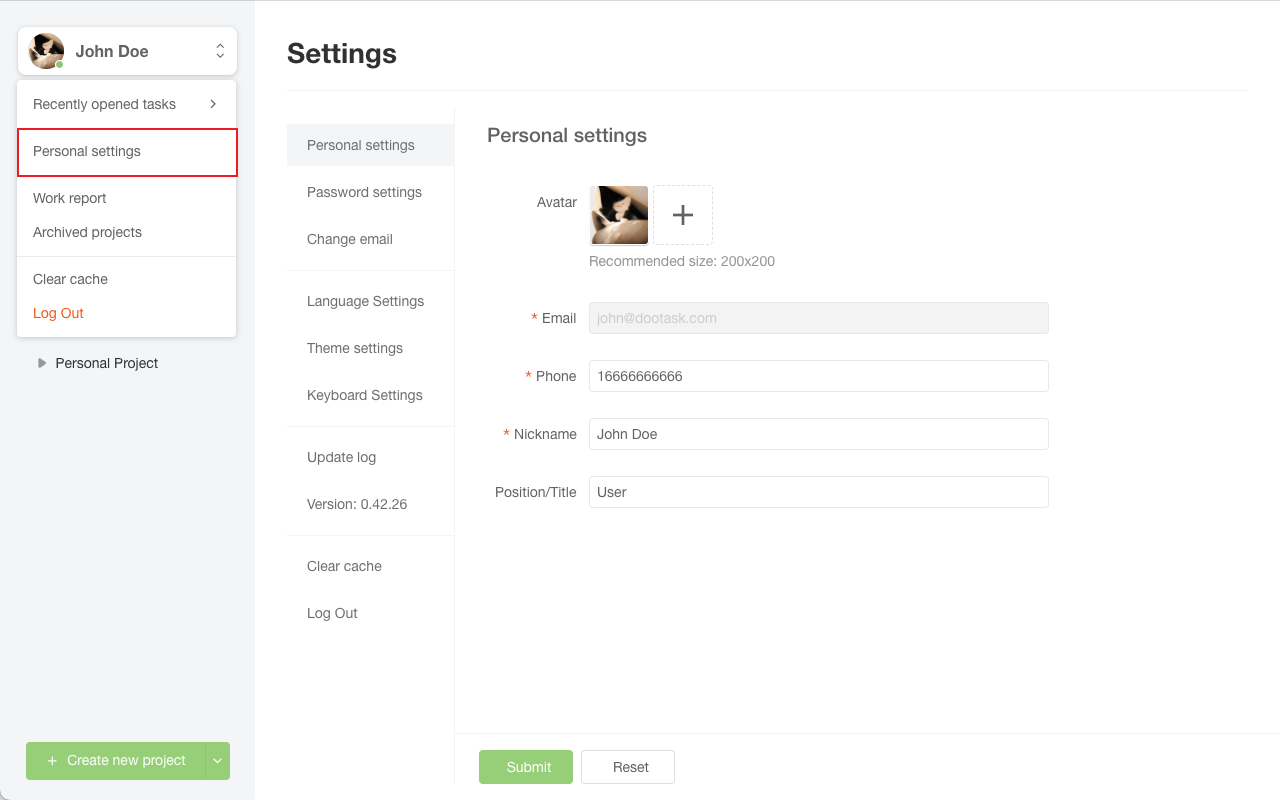 John Doe
Recently opened tasks
Personal settings
Work report
Archived projects
Clear cache
Log Out
Personal Project
Create new project
Settings
Personal settings
Password settings
Change email
Language Settings
Theme settings
Keyboard Settings
Update log
Version: 0.42.26
Clear cache
Log Out
Personal settings
Avatar
Recommended size: 200x200
* Email john@dootask.com
* Phone 16666666666
* Nickname John Doe
Position/Title User
Submit Reset